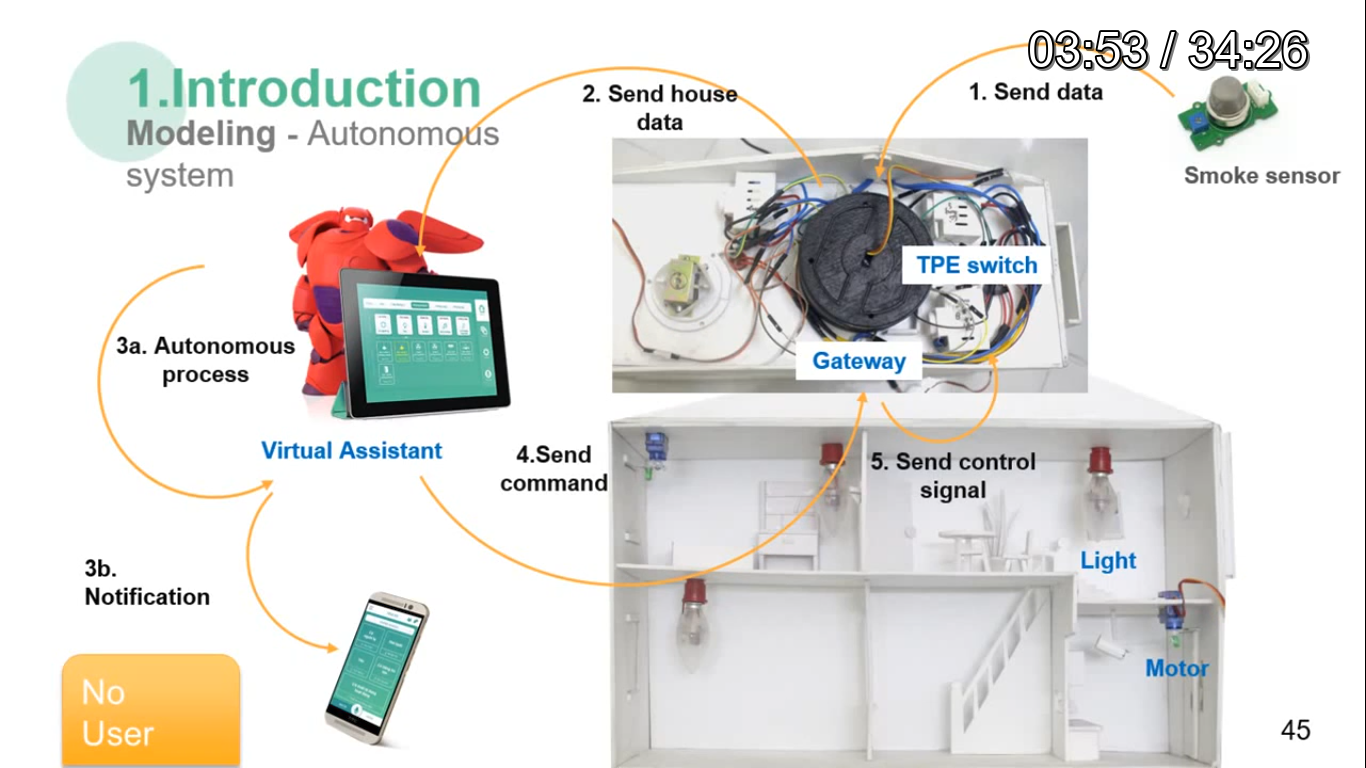 03:53 / 34:26
1.Introduction
Modeling - Autonomous
system
2. Send house
data
1. Send data
Smoke sensor
TPE switch
Gateway
3a. Autonomous
process
Virtual Assistant
4.Send
command
5. Send control
signal
Light
3b.
Notification
Motor
No
User
45